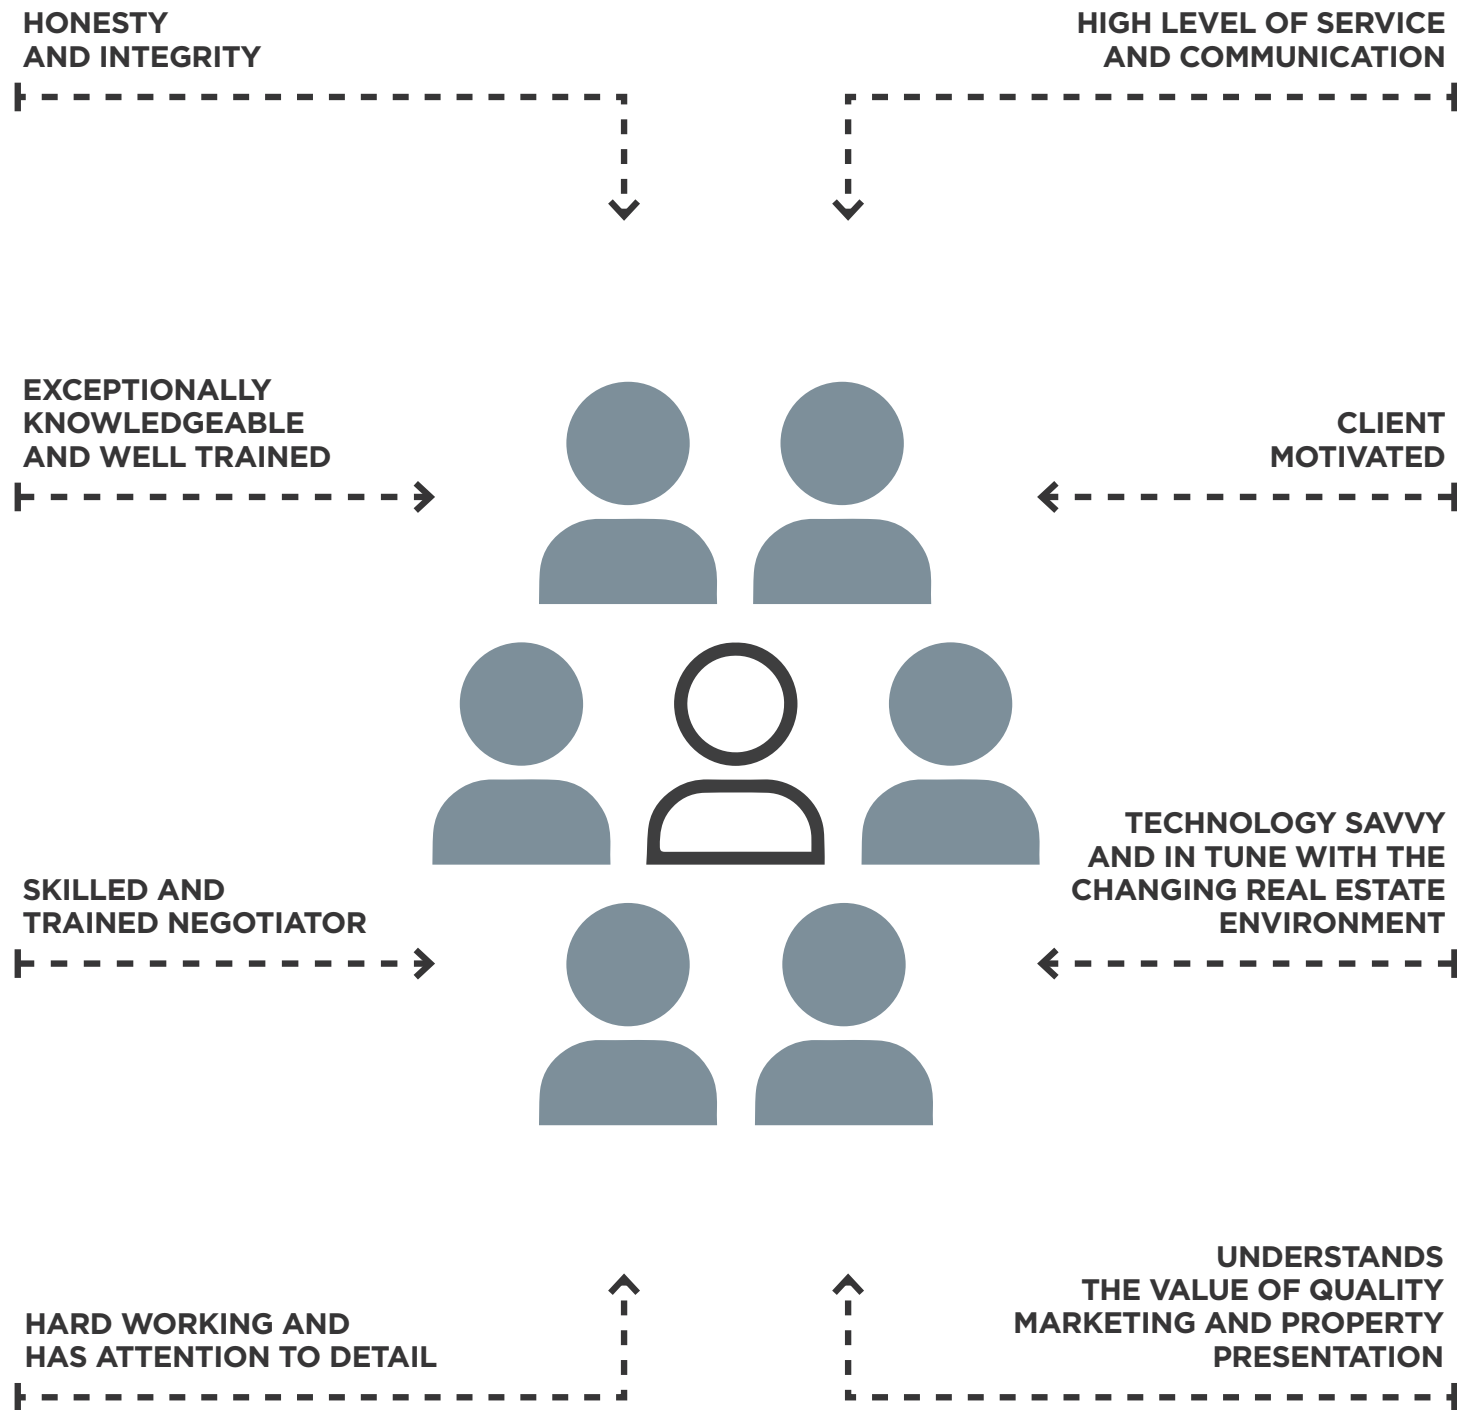 HONESTY
AND INTEGRITY
HIGH LEVEL OF SERVICE
AND COMMUNICATION
EXCEPTIONALLY
KNOWLEDGEABLE
AND WELL TRAINED
CLIENT
MOTIVATED
SKILLED AND
TRAINED NEGOTIATOR
TECHNOLOGY SAVVY
AND IN TUNE WITH THE
CHANGING REAL ESTATE
ENVIRONMENT
HARD WORKING AND
HAS ATTENTION TO DETAIL
UNDERSTANDS
THE VALUE OF QUALITY
MARKETING AND PROPERTY
PRESENTATION